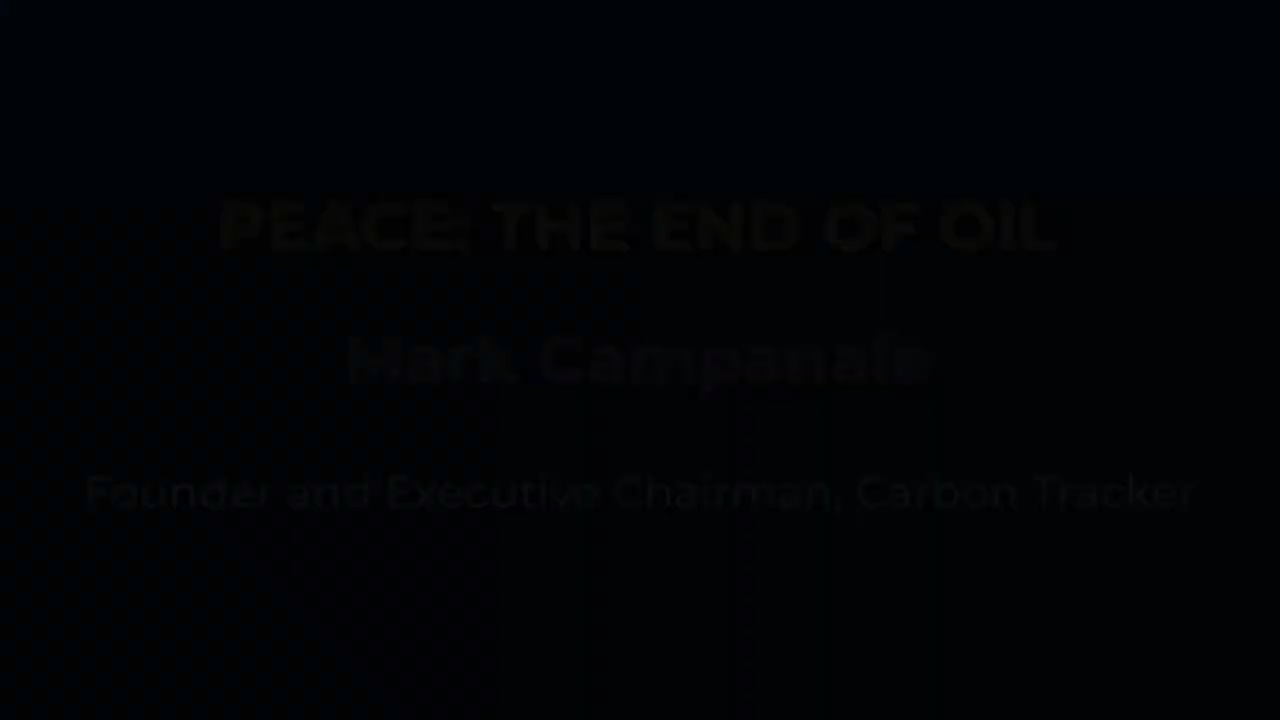 PEACE; THE END OF OIL
Mark Campanale
Founder and Executive Chairman, Carbon Tracker